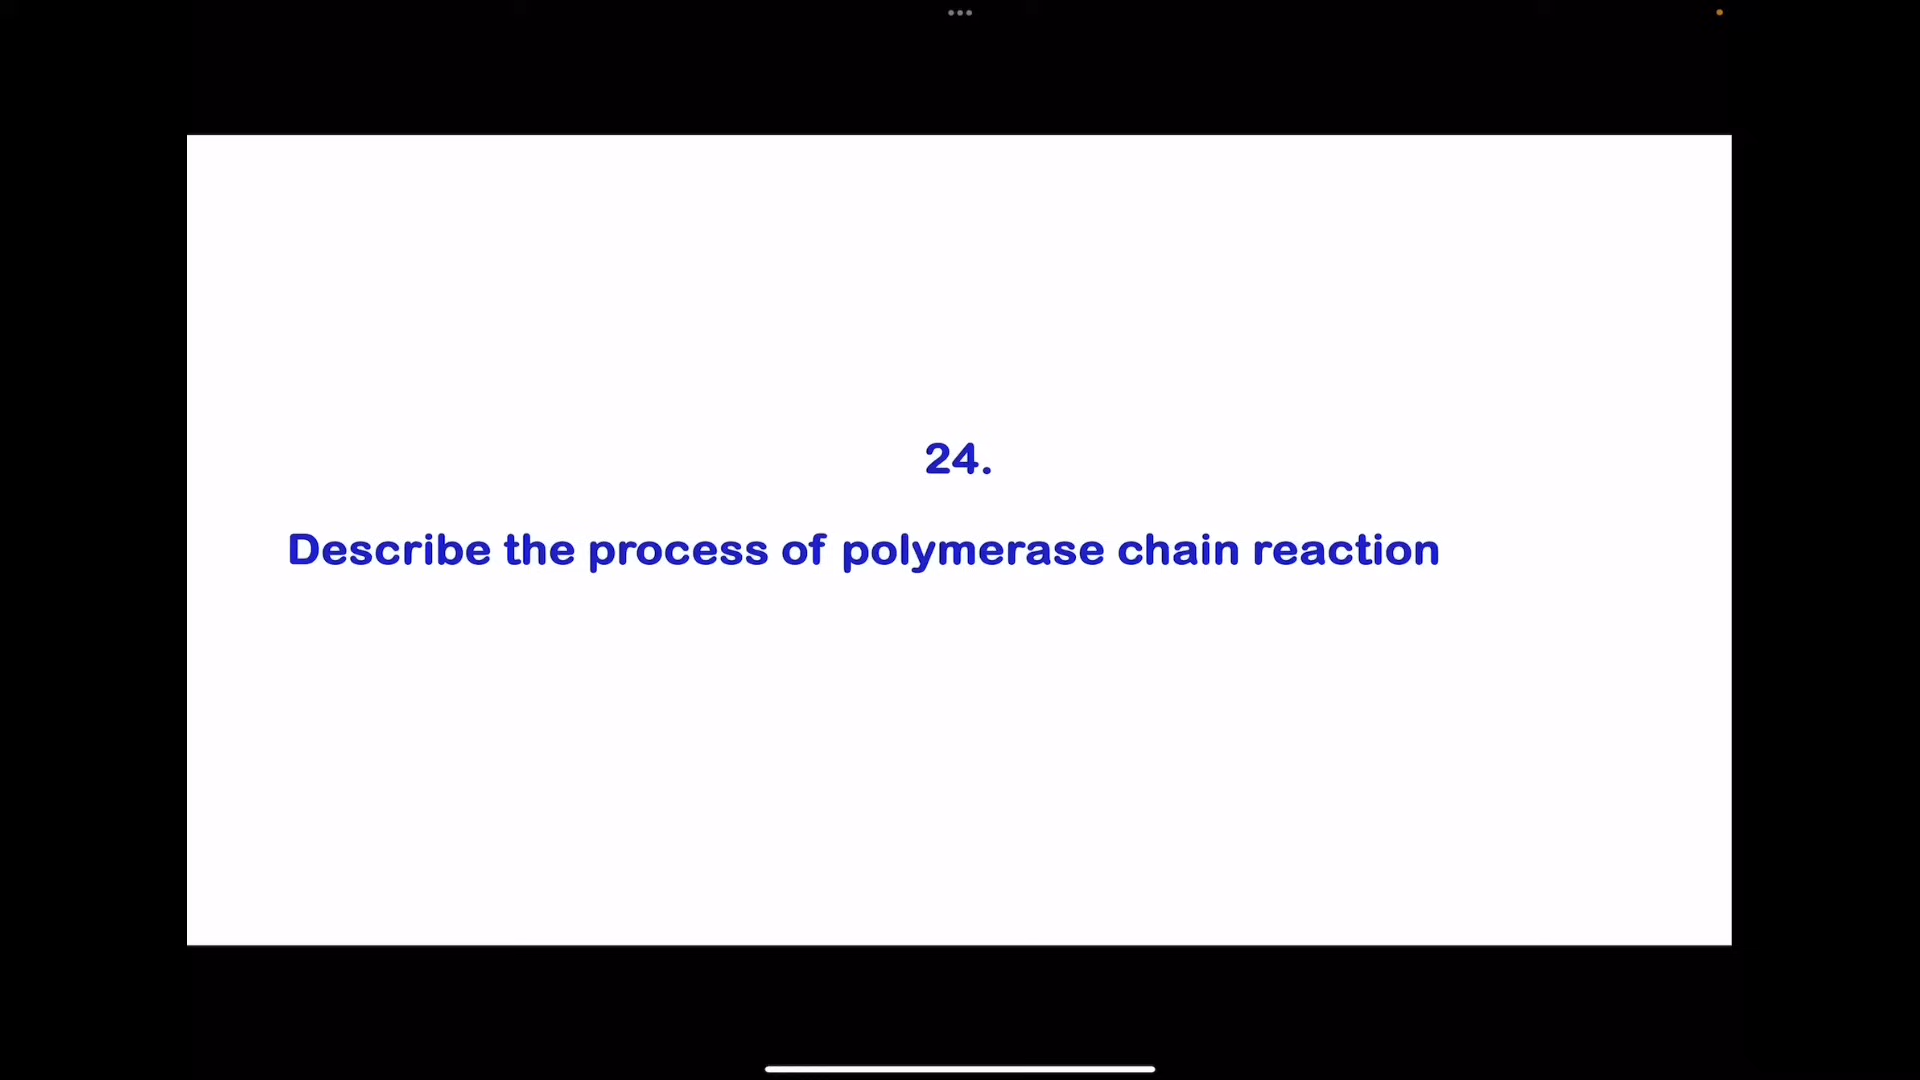 24.
Describe the process of polymerase chain reaction